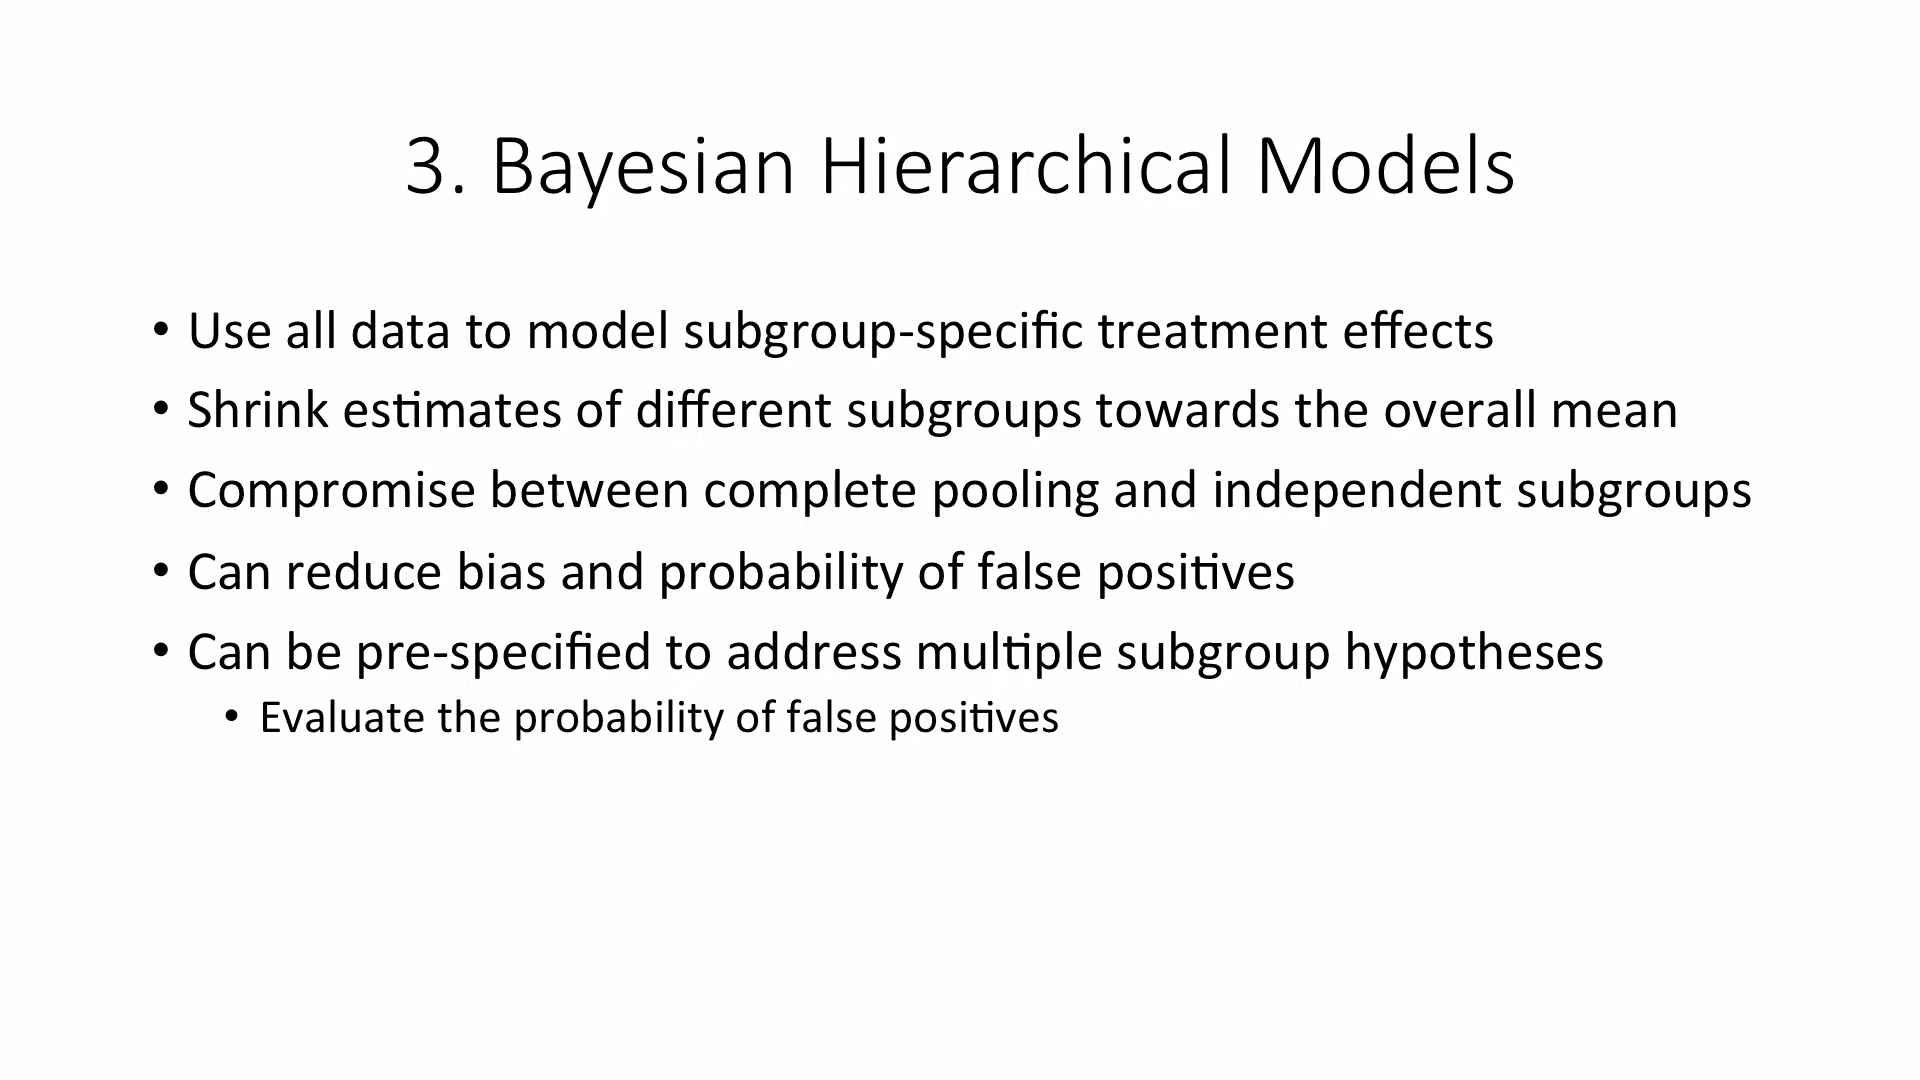 3. Bayesian Hierarchical Models
• Use all data to model subgroup-specific treatment effects
• Shrink estimates of different subgroups towards the overall mean
• Compromise between complete pooling and independent subgroups
• Can reduce bias and probability of false positives
• Can be pre-specified to address multiple subgroup hypotheses
• Evaluate the probability of false positives